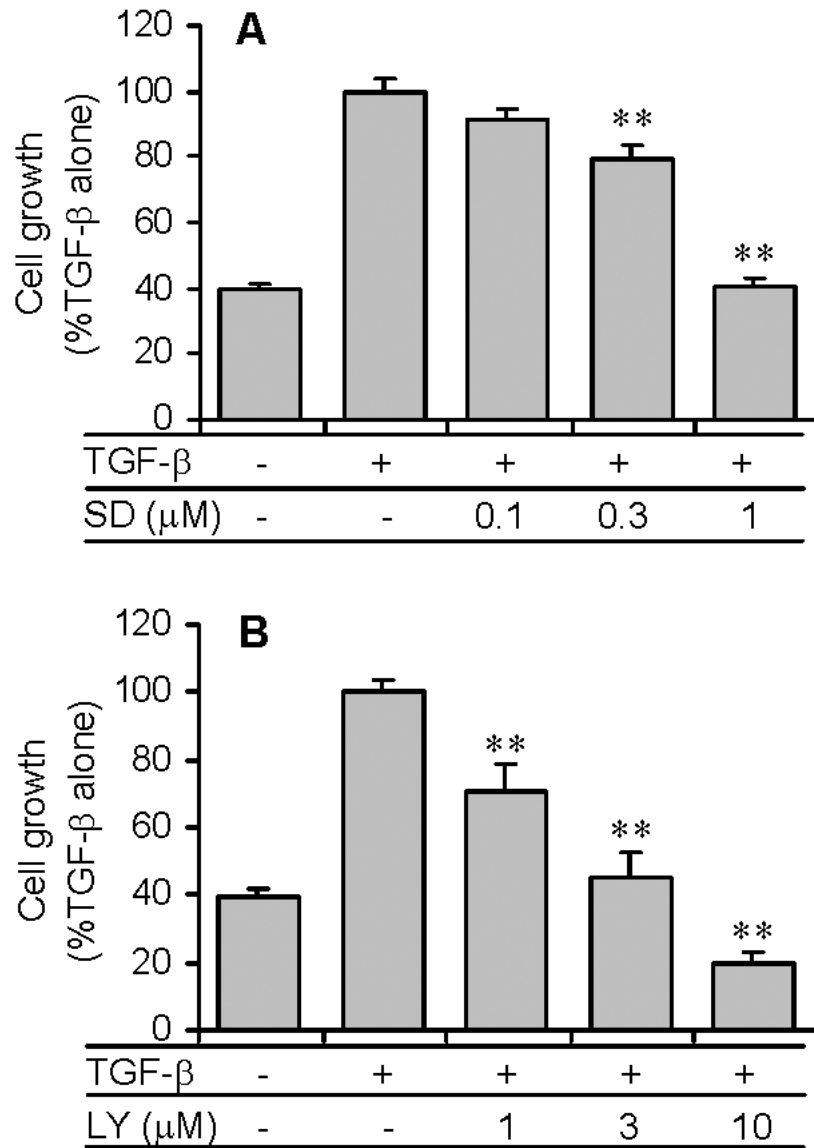 A
Cell growth
(%TGF-β alone)
120
100
80
60
40
20
0
**
**
TGF-β - + + + +
SD (μM) - - 0.1 0.3 1
B
Cell growth
(%TGF-β alone)
120
100
80
60
40
20
0
**
**
**
TGF-β - + + + +
LY (μM) - - 1 3 10